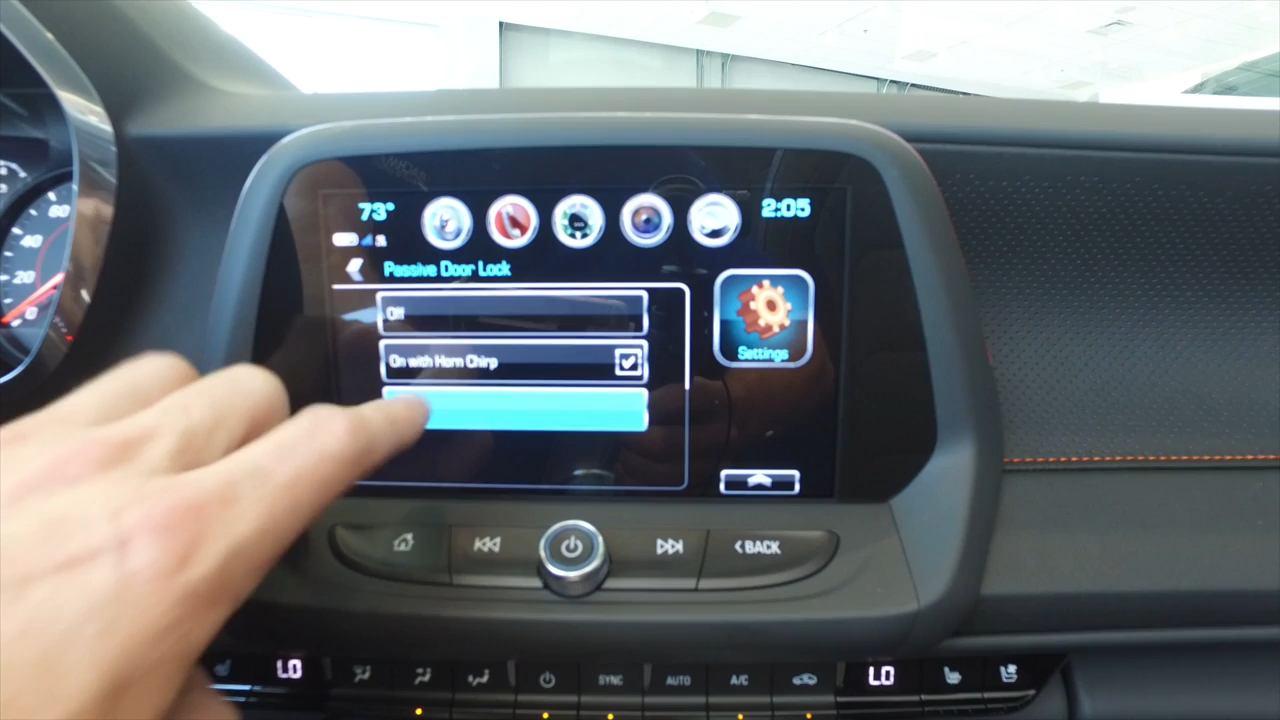 73°
2:05
Passive Door Lock
Off
On with Horn Chirp
Settings
60
40
20
0
BACK
LO
SYNC
AUTO
A/C
LO